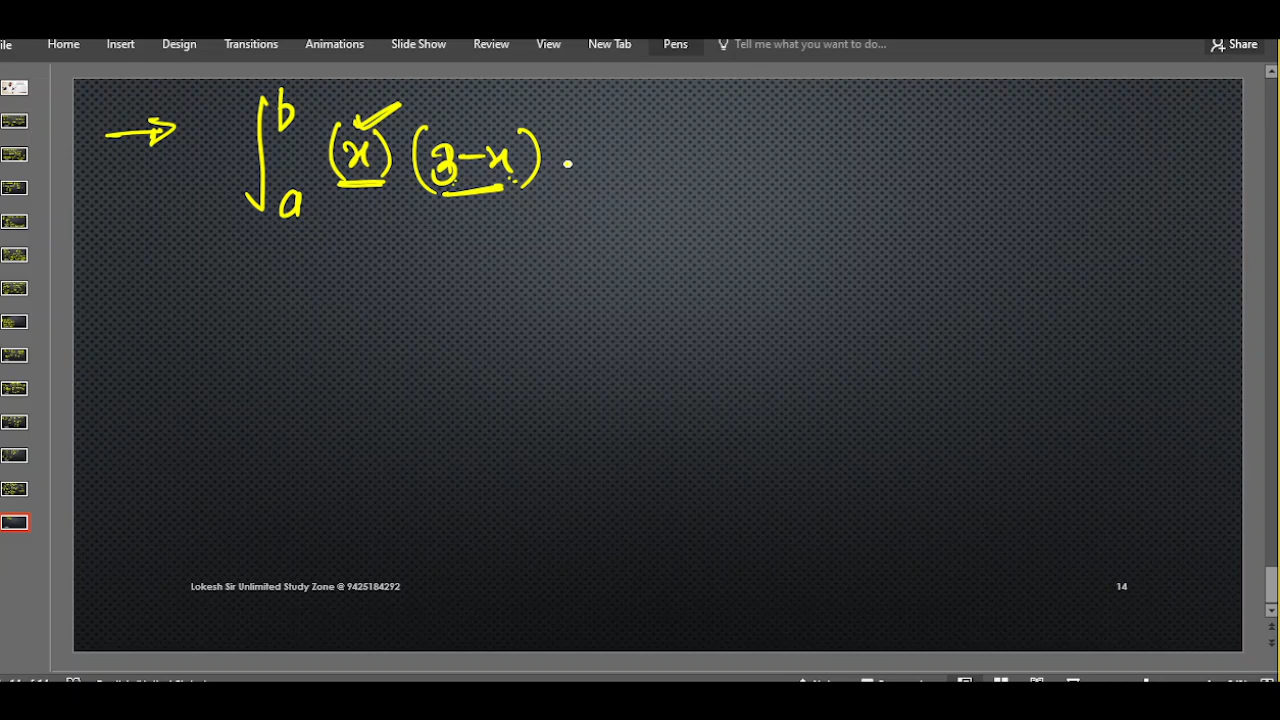 File Home Insert Design Transitions Animations Slide Show Review View New Tab Pens Tell me what you want to do... Share
→ ∫ₐᵇ (x) (3-x) .
Lokesh Sir Unlimited Study Zone @ 9425184292 14